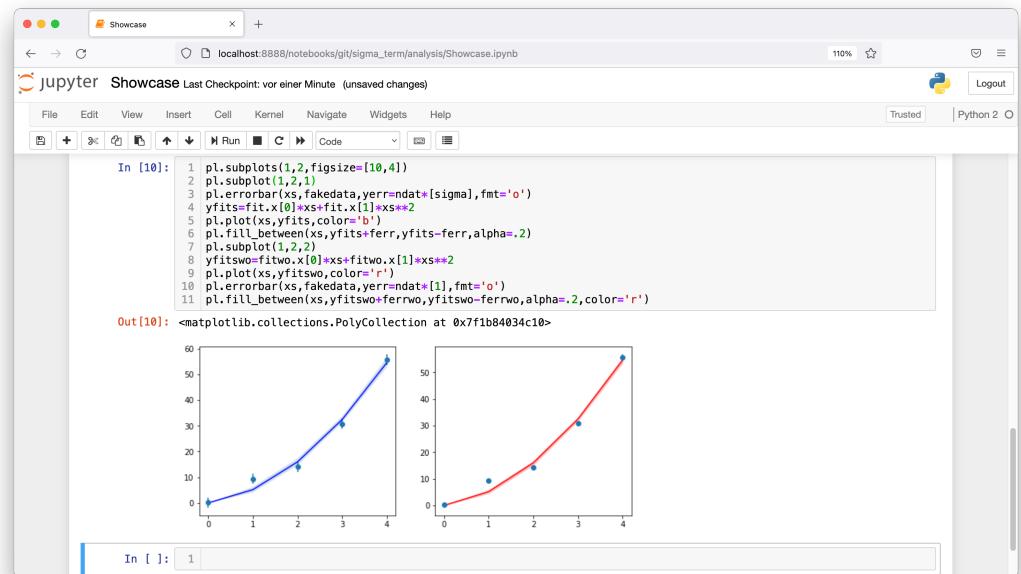 Showcase
localhost:8888/notebooks/git/sigma_term/analysis/Showcase.ipynb 110%
jupyter Showcase Last Checkpoint: vor einer Minute (unsaved changes) Logout
File Edit View Insert Cell Kernel Navigate Widgets Help Trusted Python 2
Run Code
In [10]:
1 pl.subplots(1,2,figsize=[10,4])
2 pl.subplot(1,2,1)
3 pl.errorbar(xs,fakedata,yerr=ndat*[sigma],fmt='o')
4 yfits=fit.x[0]*xs+fit.x[1]*xs**2
5 pl.plot(xs,yfits,color='b')
6 pl.fill_between(xs,yfits+ferr,yfits-ferr,alpha=.2)
7 pl.subplot(1,2,2)
8 yfitswo=fitwo.x[0]*xs+fitwo.x[1]*xs**2
9 pl.plot(xs,yfitswo,color='r')
10 pl.errorbar(xs,fakedata,yerr=ndat*[1],fmt='o')
11 pl.fill_between(xs,yfitswo+ferrwo,yfitswo-ferrwo,alpha=.2,color='r')
Out[10]: <matplotlib.collections.PolyCollection at 0x7f1b84034c10>
60
50
40
30
20
10
0
0 1 2 3 4
50
40
30
20
10
0
0 1 2 3 4
In [ ]: 1